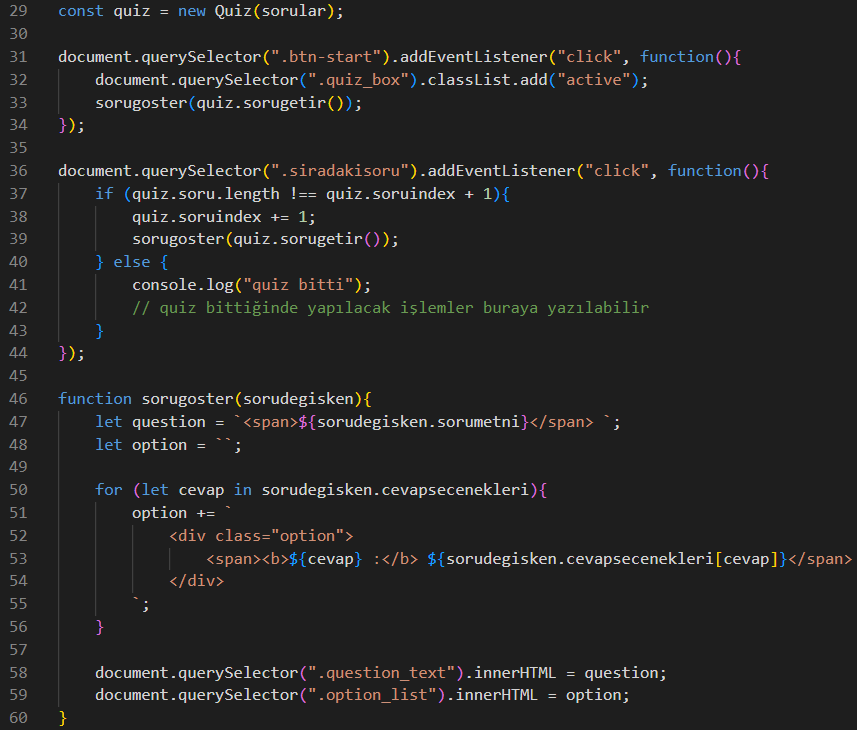 29 const quiz = new Quiz(sorular);
30
31 document.querySelector(".btn-start").addEventListener("click", function(){
32     document.querySelector(".quiz_box").classList.add("active");
33     sorugoster(quiz.sorugetir());
34 });
35
36 document.querySelector(".siradakisoru").addEventListener("click", function(){
37     if (quiz.soru.length !== quiz.soruindex + 1){
38         quiz.soruindex += 1;
39         sorugoster(quiz.sorugetir());
40     } else {
41         console.log("quiz bitti");
42         // quiz bittiğinde yapılacak işlemler buraya yazılabilir
43     }
44 });
45
46 function sorugoster(sorudegisken){
47     let question = `<span>${sorudegisken.sorumetni}</span> `;
48     let option = ``;
49
50     for (let cevap in sorudegisken.cevapsecenekleri){
51         option += `
52             <div class="option">
53                 <span><b>${cevap} :</b> ${sorudegisken.cevapsecenekleri[cevap]}</span>
54             </div>
55         `;
56     }
57
58     document.querySelector(".question_text").innerHTML = question;
59     document.querySelector(".option_list").innerHTML = option;
60 }